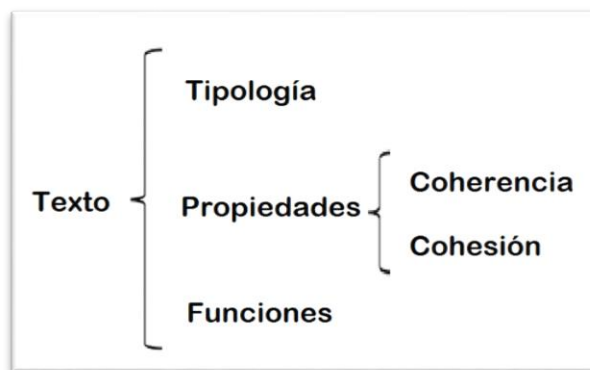 Tipología
Texto
Propiedades
Coherencia
Cohesión
Funciones